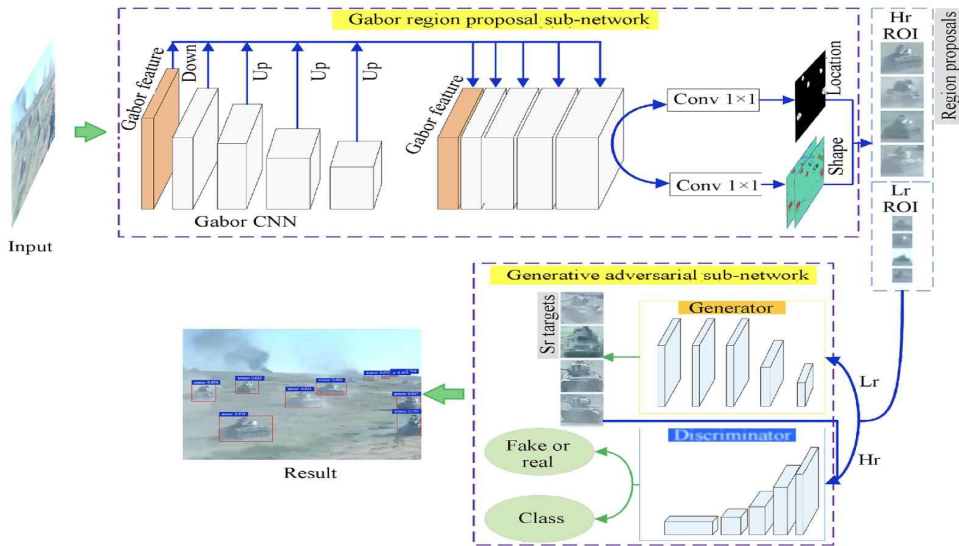 Gabor region proposal sub-network
Gabor feature
Down
Up
Up
Up
Gabor CNN
Gabor feature
Conv 1×1
Conv 1×1
Location
Shape
Hr
ROI
Region proposals
Lr
ROI
Input
Generative adversarial sub-network
Sr targets
Generator
Lr
Discriminator
Hr
Fake or
real
Class
Result